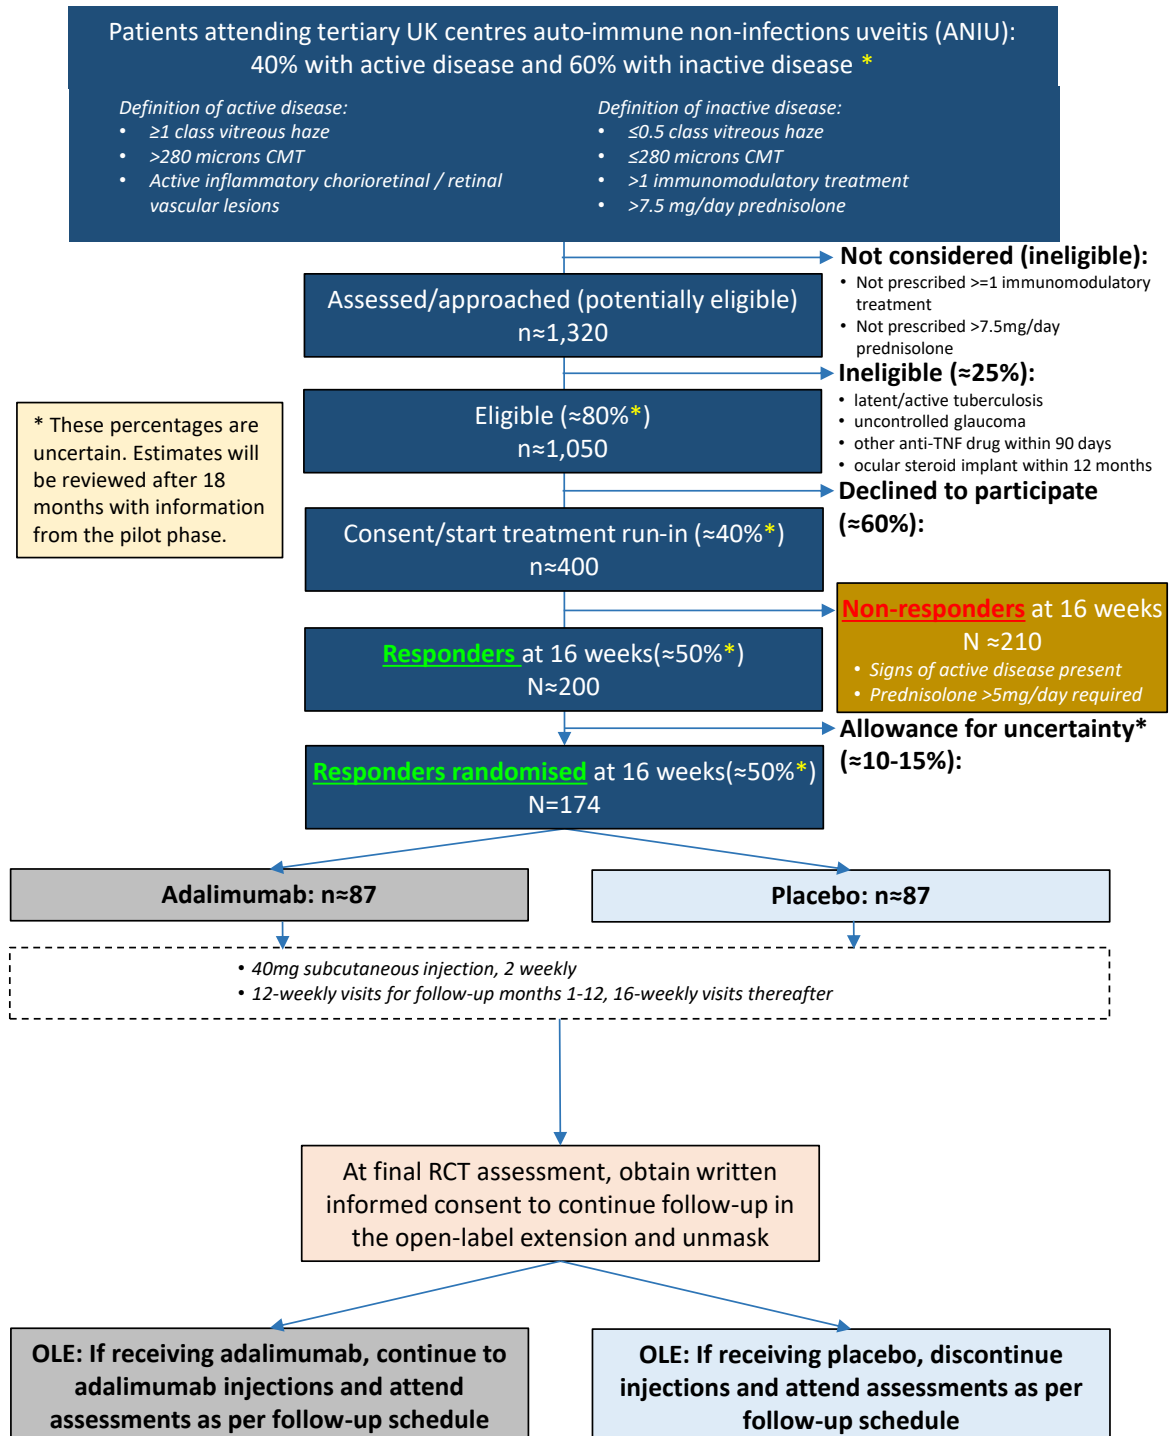 Patients attending tertiary UK centres auto-immune non-infections uveitis (ANIU):
40% with active disease and 60% with inactive disease *
Definition of active disease:
• ≥1 class vitreous haze
• >280 microns CMT
• Active inflammatory chorioretinal / retinal
vascular lesions
Definition of inactive disease:
• ≤0.5 class vitreous haze
• ≤280 microns CMT
• >1 immunomodulatory treatment
• >7.5 mg/day prednisolone
Not considered (ineligible):
• Not prescribed >=1 immunomodulatory
treatment
• Not prescribed >7.5mg/day
prednisolone
Assessed/approached (potentially eligible)
n≈1,320
Ineligible (≈25%):
• latent/active tuberculosis
• uncontrolled glaucoma
• other anti-TNF drug within 90 days
• ocular steroid implant within 12 months
Eligible (≈80%*)
n≈1,050
* These percentages are
uncertain. Estimates will
be reviewed after 18
months with information
from the pilot phase.
Declined to participate
(≈60%):
Consent/start treatment run-in (≈40%*)
n≈400
Non-responders at 16 weeks
N ≈210
• Signs of active disease present
• Prednisolone >5mg/day required
Responders at 16 weeks(≈50%*)
N≈200
Allowance for uncertainty*
(≈10-15%):
Responders randomised at 16 weeks(≈50%*)
N=174
Adalimumab: n≈87
Placebo: n≈87
• 40mg subcutaneous injection, 2 weekly
• 12-weekly visits for follow-up months 1-12, 16-weekly visits thereafter
At final RCT assessment, obtain written
informed consent to continue follow-up in
the open-label extension and unmask
OLE: If receiving adalimumab, continue to
adalimumab injections and attend
assessments as per follow-up schedule
OLE: If receiving placebo, discontinue
injections and attend assessments as per
follow-up schedule